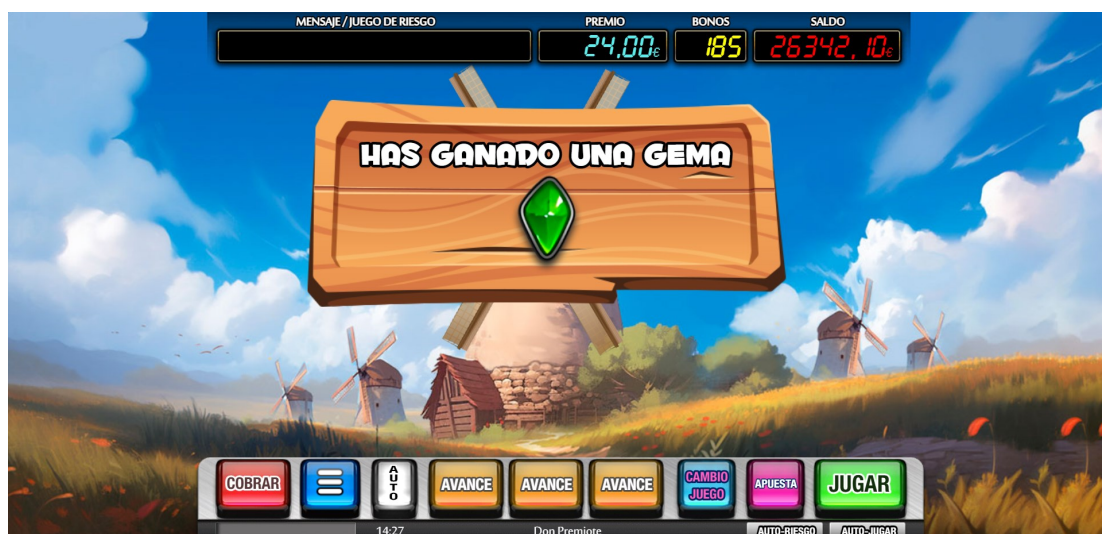 MENSAJE / JUEGO DE RIESGO PREMIO BONOS SALDO
24,00€ 185 26342,10€
HAS GANADO UNA GEMA
COBRAR AUTO AVANCE AVANCE AVANCE CAMBIO JUEGO APUESTA JUGAR
14:27 Don Premiote AUTO-RIESGO AUTO-JUGAR